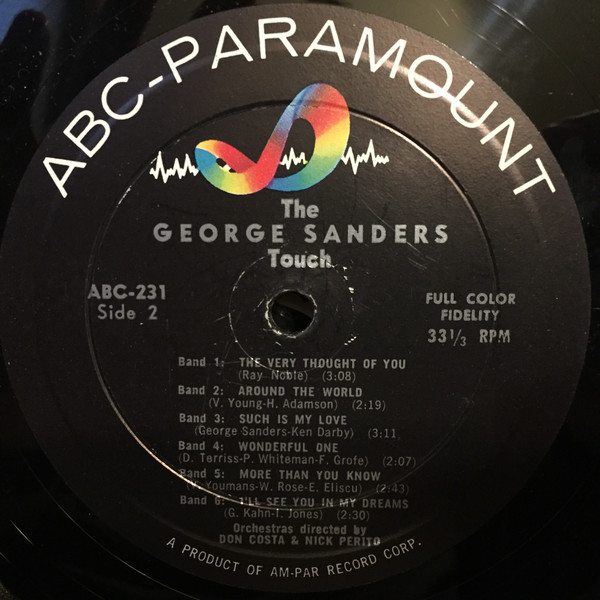 ABC-PARAMOUNT
The
GEORGE SANDERS
Touch
ABC-231
Side 2
FULL COLOR
FIDELITY
33 1/3 RPM
Band 1: THE VERY THOUGHT OF YOU
(Ray Noble) (3:08)
Band 2: AROUND THE WORLD
(V. Young-H. Adamson) (2:19)
Band 3: SUCH IS MY LOVE
(George Sanders-Ken Darby) (3:11)
Band 4: WONDERFUL ONE
(D. Terriss-P. Whiteman-F. Grofe) (2:07)
Band 5: MORE THAN YOU KNOW
Youmans-W. Rose-E. Eliscu) (2:43)
Band 6: I'LL SEE YOU IN MY DREAMS
(G. Kahn-I. Jones) (2:30)
Orchestras directed by
DON COSTA & NICK PERITO
A PRODUCT OF AM-PAR RECORD CORP.